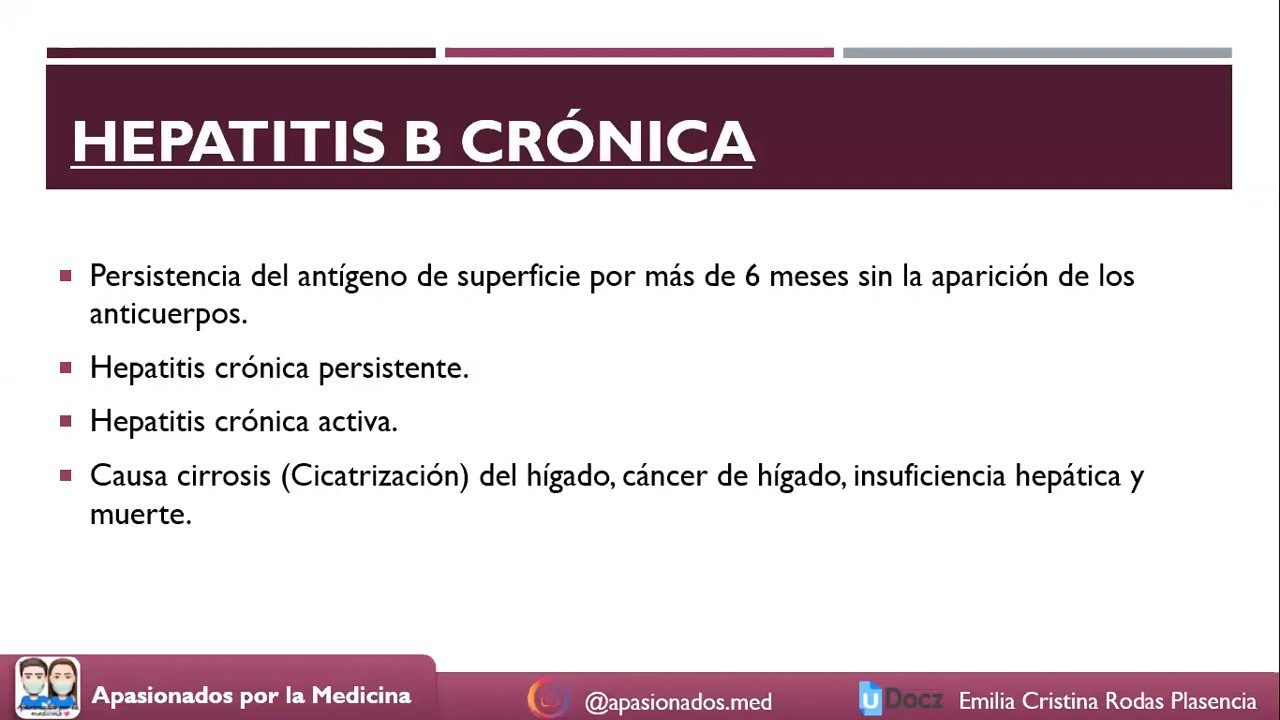 HEPATITIS B CRÓNICA
Persistencia del antígeno de superficie por más de 6 meses sin la aparición de los
anticuerpos.
Hepatitis crónica persistente.
Hepatitis crónica activa.
Causa cirrosis (Cicatrización) del hígado, cáncer de hígado, insuficiencia hepática y
muerte.
Apasionados por la Medicina
@apasionados.med
uDocz
Emilia Cristina Rodas Plasencia